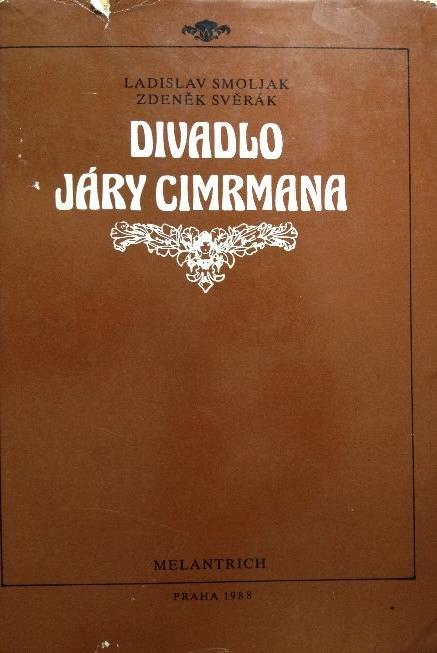 LADISLAV SMOLJAK
ZDENĚK SVĚRÁK
DIVADLO
JÁRY CIMRMANA
MELANTRICH
PRAHA 1988